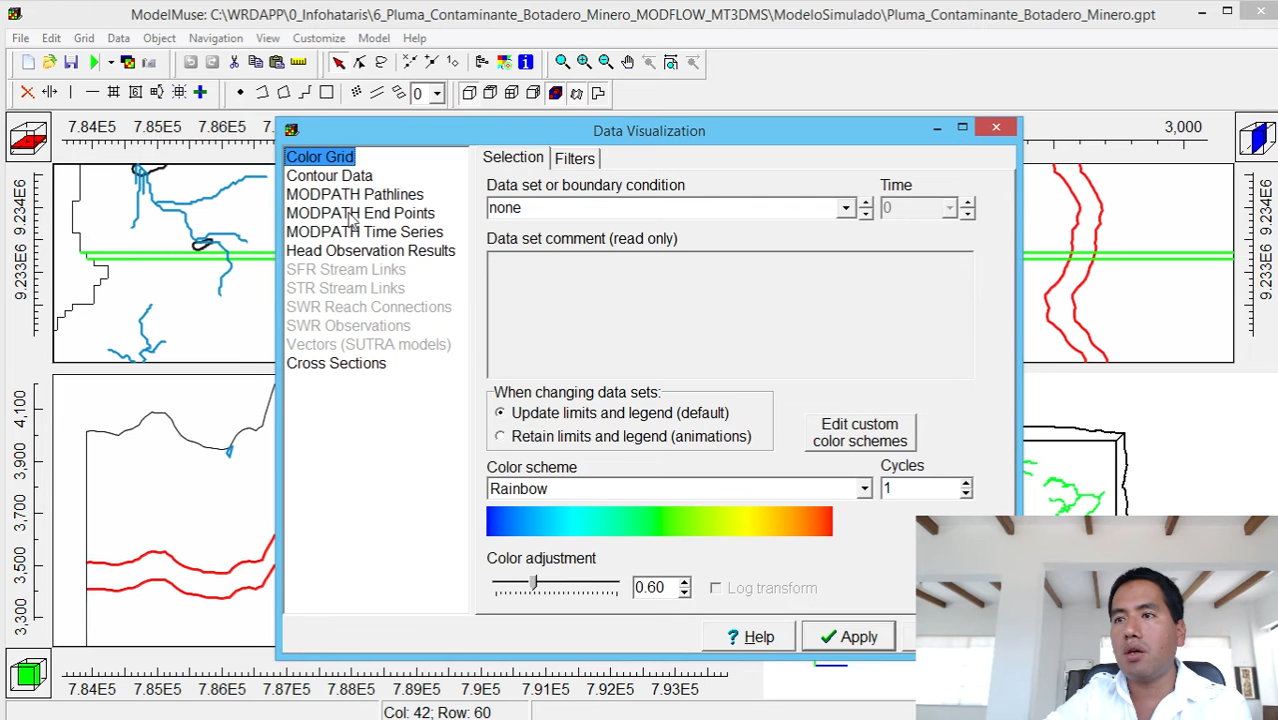 ModelMuse: C:\WRDAPP\0_Infohataris\6_Pluma_Contaminante_Botadero_Minero_MODFLOW_MT3DMS\ModeloSimulado\Pluma_Contaminante_Botadero_Minero.gpt
File Edit Grid Data Object Navigation View Customize Model Help
0
7.84E5 7.85E5 7.86E5 7. 3,000
Data Visualization
Color Grid
Contour Data
MODPATH Pathlines
MODPATH End Points
MODPATH Time Series
Head Observation Results
SFR Stream Links
STR Stream Links
SWR Reach Connections
SWR Observations
Vectors (SUTRA models)
Cross Sections
Selection Filters
Data set or boundary condition Time
none 0
Data set comment (read only)
When changing data sets:
Update limits and legend (default)
Retain limits and legend (animations)
Edit custom
color schemes
Color scheme Cycles
Rainbow 1
Color adjustment
0.60 Log transform
? Help Apply
9.234E6
9.233E6
9.234E6
9.233E6
4,100
3,900
3,700
3,500
3,300
7.84E5 7.85E5 7.86E5 7.87E5 7.88E5 7.89E5 7.90E5 7.91E5 7.92E5 7.93E5
Col: 42; Row: 60